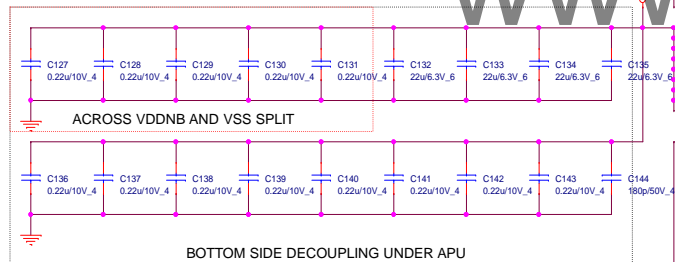 C127 C128 C129 C130 C131 C132 C133 C134 C135
0.22u/10V_4 0.22u/10V_4 0.22u/10V_4 0.22u/10V_4 0.22u/10V_4 22u/6.3V_6 22u/6.3V_6 22u/6.3V_6 22u/6.3V_6
ACROSS VDDNB AND VSS SPLIT
C136 C137 C138 C139 C140 C141 C142 C143 C144
0.22u/10V_4 0.22u/10V_4 0.22u/10V_4 0.22u/10V_4 0.22u/10V_4 0.22u/10V_4 0.22u/10V_4 0.22u/10V_4 180p/50V_4
BOTTOM SIDE DECOUPLING UNDER APU